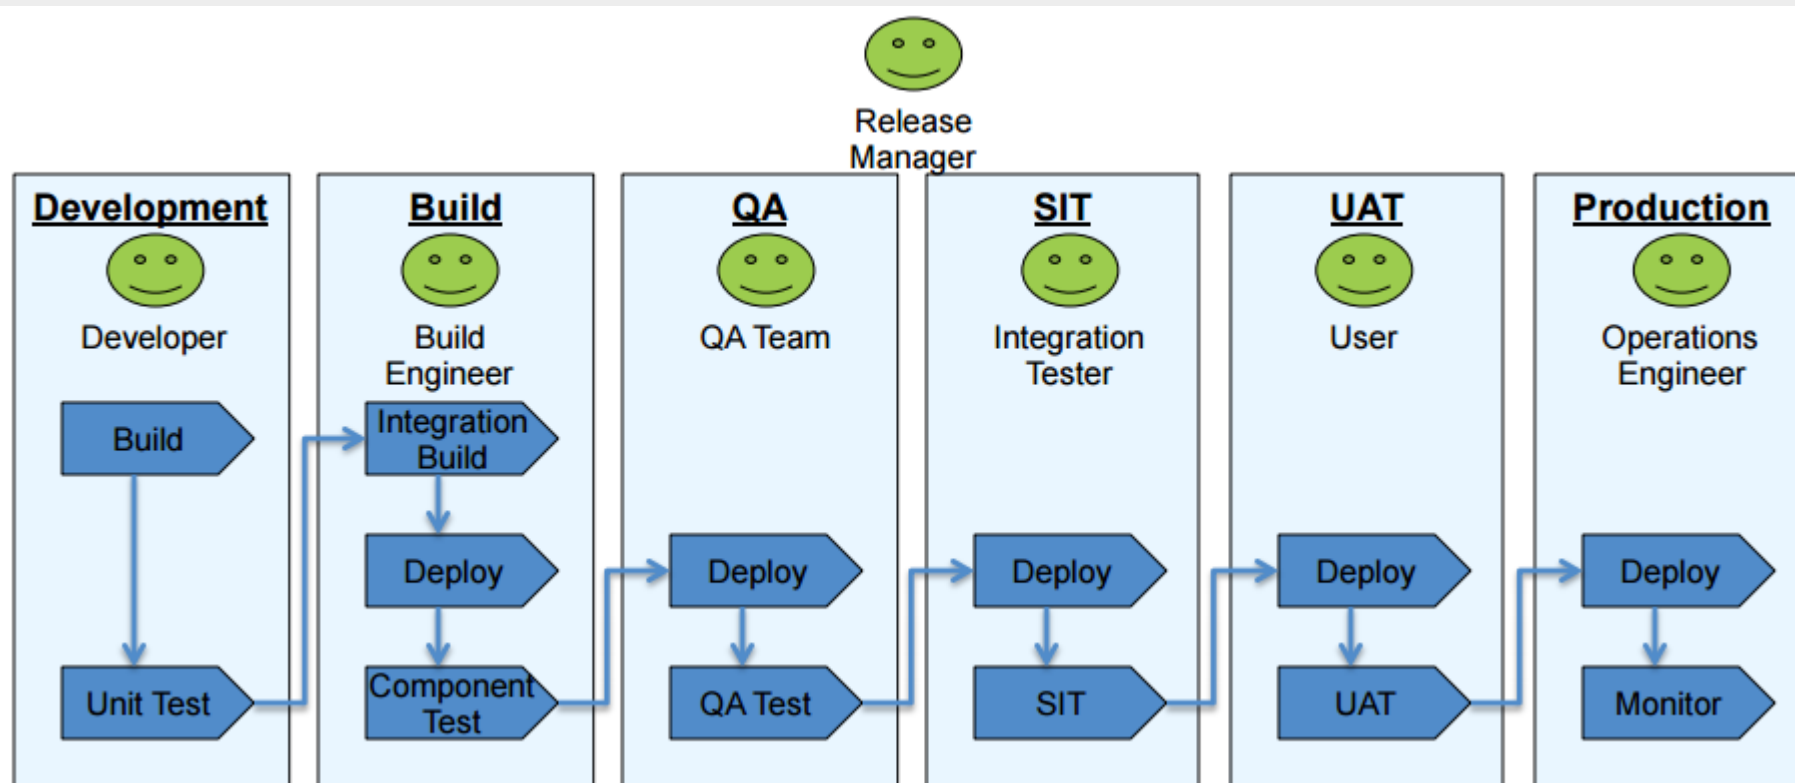 Release
Manager
Development
Developer
Build
Unit Test
Build
Build
Engineer
Integration
Build
Deploy
Component
Test
QA
QA Team
Deploy
QA Test
SIT
Integration
Tester
Deploy
SIT
UAT
User
Deploy
UAT
Production
Operations
Engineer
Deploy
Monitor